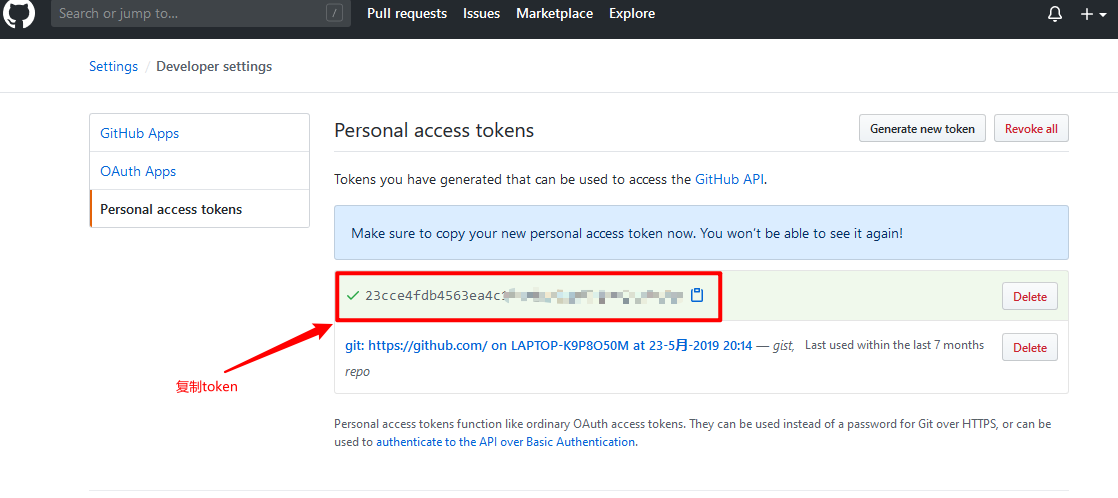 Search or jump to…
/
Pull requests Issues Marketplace Explore
Settings / Developer settings
GitHub Apps
OAuth Apps
Personal access tokens
Personal access tokens
Generate new token
Revoke all
Tokens you have generated that can be used to access the GitHub API.
Make sure to copy your new personal access token now. You won't be able to see it again!
23cce4fdb4563ea4c
Delete
git: https://github.com/ on LAPTOP-K9P8O50M at 23-5月-2019 20:14 — gist, Last used within the last 7 months
repo
Delete
复制token
Personal access tokens function like ordinary OAuth access tokens. They can be used instead of a password for Git over HTTPS, or can be
used to authenticate to the API over Basic Authentication.